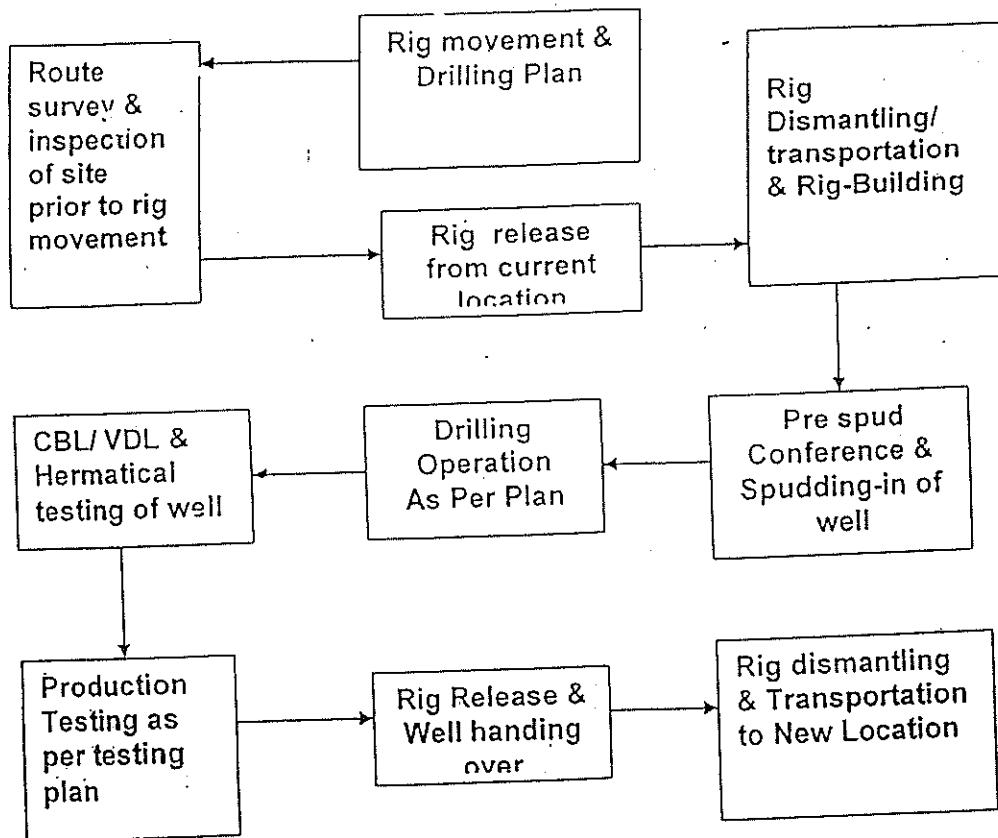 Rig movement &
Drilling Plan
Route
survey &
inspection
of site
prior to rig
movement
Rig release
from current
location
Rig
Dismantling/
transportation
& Rig-Building
Pre spud
Conference &
Spudding-in of
well
Drilling
Operation
As Per Plan
CBL/ VDL &
Hermatical
testing of well
Production
Testing as
per testing
plan
Rig Release &
Well handing
over
Rig dismantling
& Transportation
to New Location